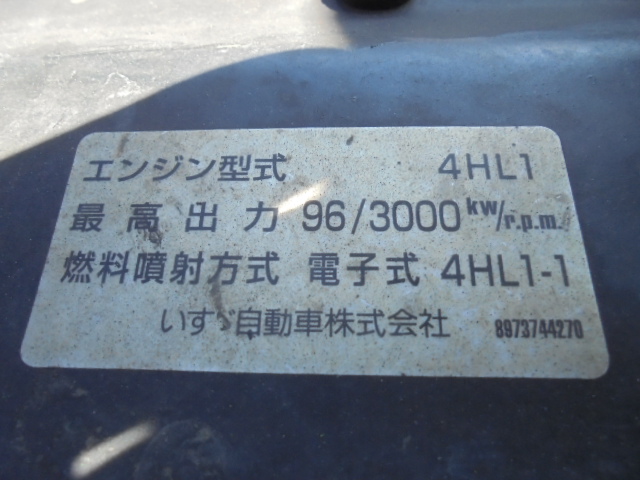 エンジン型式 4HL1
最高出力 96/3000 kW/r.p.m.
燃料噴射方式 電子式 4HL1-1
いすゞ自動車株式会社 8973744270